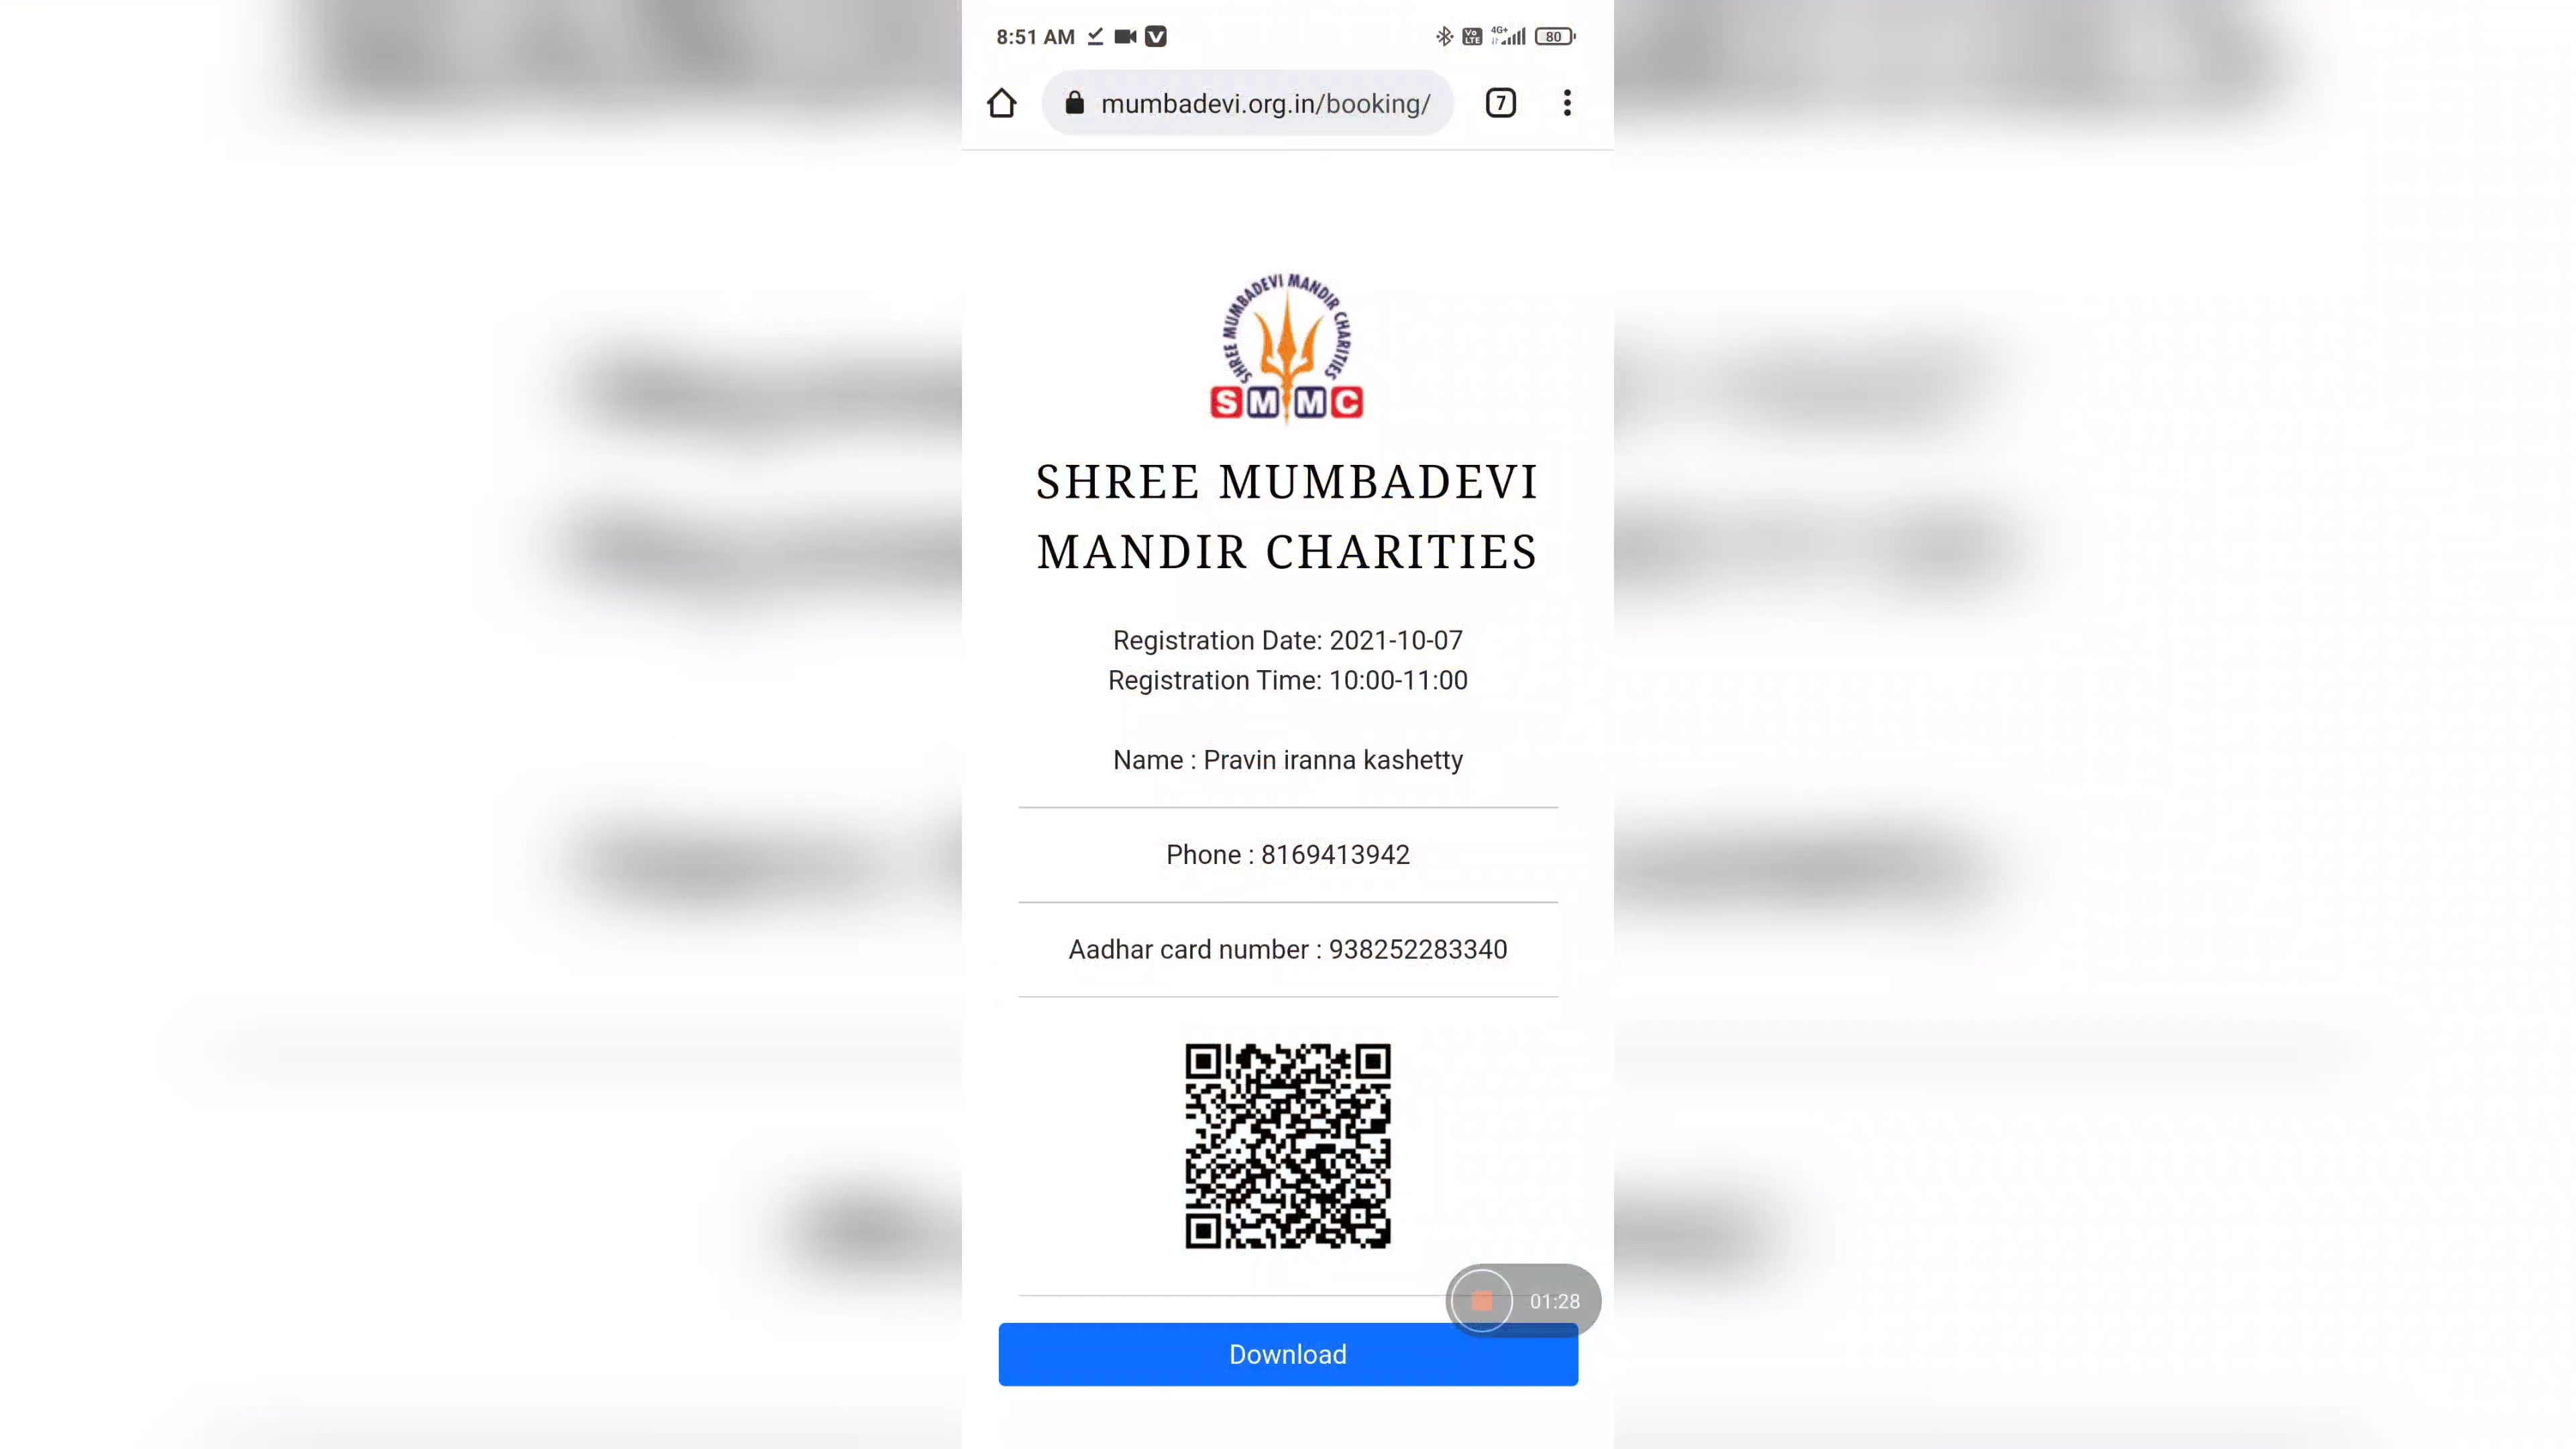 8:51 AM
VoLTE 4G+ 80
mumbadevi.org.in/booking/
7
SHREE MUMBADEVI MANDIR CHARITIES
SMMC
SHREE MUMBADEVI
MANDIR CHARITIES
Registration Date: 2021-10-07
Registration Time: 10:00-11:00
Name : Pravin iranna kashetty
Phone : 8169413942
Aadhar card number : 938252283340
01:28
Download